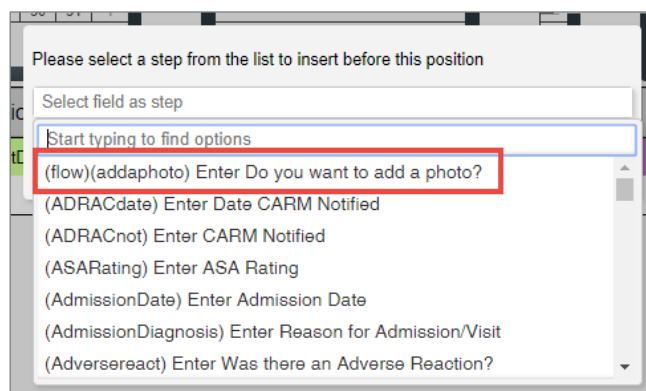 Please select a step from the list to insert before this position
Select field as step
Start typing to find options
(flow)(addaphoto) Enter Do you want to add a photo?
(ADRACdate) Enter Date CARM Notified
(ADRACnot) Enter CARM Notified
(ASARating) Enter ASA Rating
(AdmissionDate) Enter Admission Date
(AdmissionDiagnosis) Enter Reason for Admission/Visit
(Adversereact) Enter Was there an Adverse Reaction?